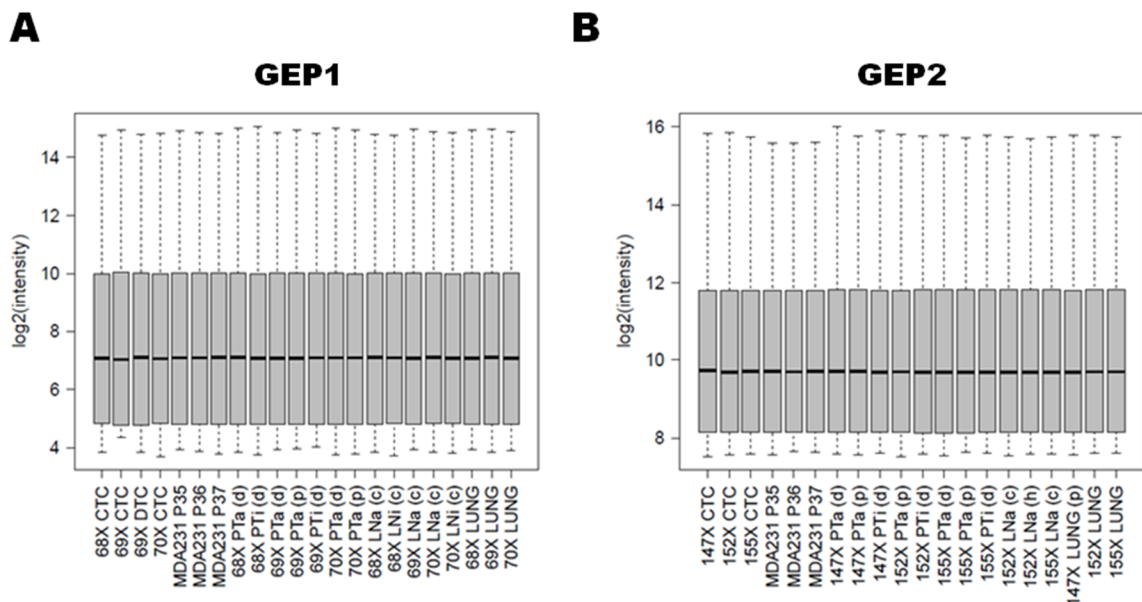 A
B
GEP1
GEP2
log2(intensity)
14
12
10
8
6
4
68X CTC
69X CTC
69X DTC
70X CTC
MDA231 P35
MDA231 P36
MDA231 P37
68X PTa (d)
68X PTi (d)
69X PTa (d)
69X PTa (p)
69X PTi (d)
70X PTa (d)
70X PTa (p)
68X LNa (c)
68X LNi (c)
69X LNa (c)
70X LNa (c)
70X LNi (c)
68X LUNG
69X LUNG
70X LUNG
log2(intensity)
16
14
12
10
8
147X CTC
152X CTC
155X CTC
MDA231 P35
MDA231 P36
MDA231 P37
147X PTa (d)
147X PTa (p)
147X PTi (d)
152X PTa (p)
152X PTi (d)
155X PTa (d)
155X PTa (p)
155X PTi (d)
152X LNa (c)
152X LNa (h)
155X LNa (c)
147X LUNG (p)
152X LUNG
155X LUNG